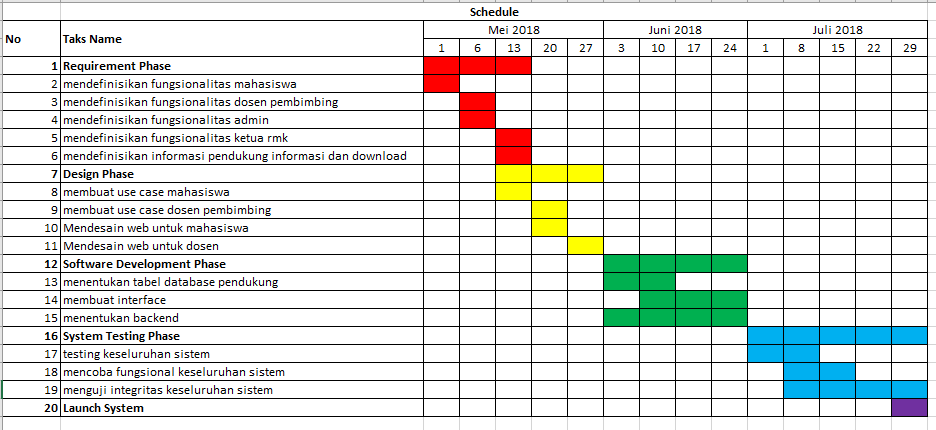 Schedule
No Taks Name Mei 2018 Juni 2018 Juli 2018
1 6 13 20 27 3 10 17 24 1 8 15 22 29
1 Requirement Phase
2 mendefinisikan fungsionalitas mahasiswa
3 mendefinisikan fungsionalitas dosen pembimbing
4 mendefinisikan fungsionalitas admin
5 mendefinisikan fungsionalitas ketua rmk
6 mendefinisikan informasi pendukung informasi dan download
7 Design Phase
8 membuat use case mahasiswa
9 membuat use case dosen pembimbing
10 Mendesain web untuk mahasiswa
11 Mendesain web untuk dosen
12 Software Development Phase
13 menentukan tabel database pendukung
14 membuat interface
15 menentukan backend
16 System Testing Phase
17 testing keseluruhan sistem
18 mencoba fungsional keseluruhan sistem
19 menguji integritas keseluruhan sistem
20 Launch System